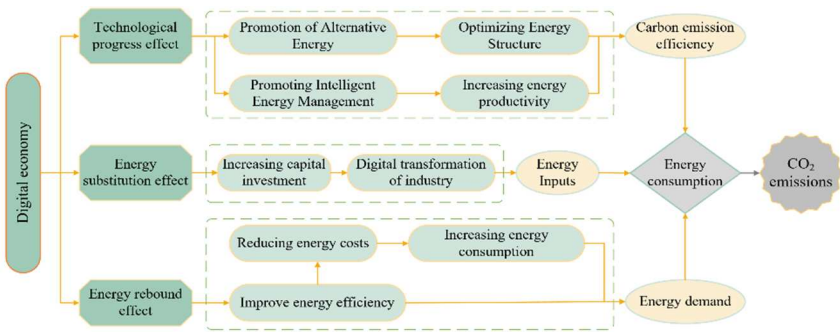 Digital economy
Technological
progress effect
Promotion of Alternative
Energy
Optimizing Energy
Structure
Promoting Intelligent
Energy Management
Increasing energy
productivity
Carbon emission
efficiency
Energy
substitution effect
Increasing capital
investment
Digital transformation
of industry
Energy
Inputs
Energy
consumption
CO₂
emissions
Energy rebound
effect
Reducing energy costs
Increasing energy
consumption
Improve energy efficiency
Energy demand